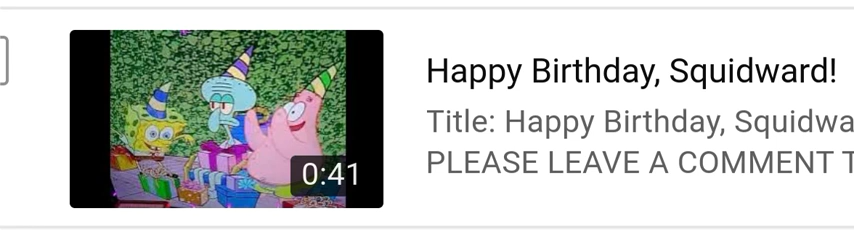 Happy Birthday, Squidward!
Title: Happy Birthday, Squidwa
PLEASE LEAVE A COMMENT T
0:41